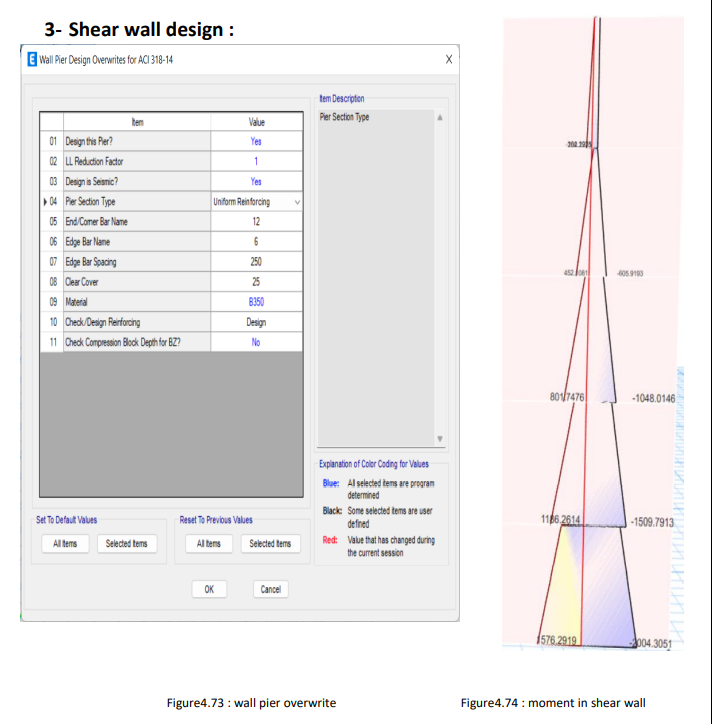 3- Shear wall design :
E Wall Pier Design Overwrites for ACI 318-14 X
Item Value
01 Design this Pier? Yes
02 LL Reduction Factor 1
03 Design is Seismic? Yes
04 Pier Section Type Uniform Reinforcing
05 End/Corner Bar Name 12
06 Edge Bar Name 6
07 Edge Bar Spacing 250
08 Clear Cover 25
09 Material B350
10 Check/Design Reinforcing Design
11 Check Compression Block Depth for BZ? No
Item Description
Pier Section Type
Explanation of Color Coding for Values
Blue: All selected items are program
determined
Black: Some selected items are user
defined
Red: Value that has changed during
the current session
Set To Default Values
All Items Selected Items
Reset To Previous Values
All Items Selected Items
OK Cancel
801.7476 -1048.0146
1186.2614 -1509.7913
1576.2919 -2004.3051
Figure4.73 : wall pier overwrite
Figure4.74 : moment in shear wall